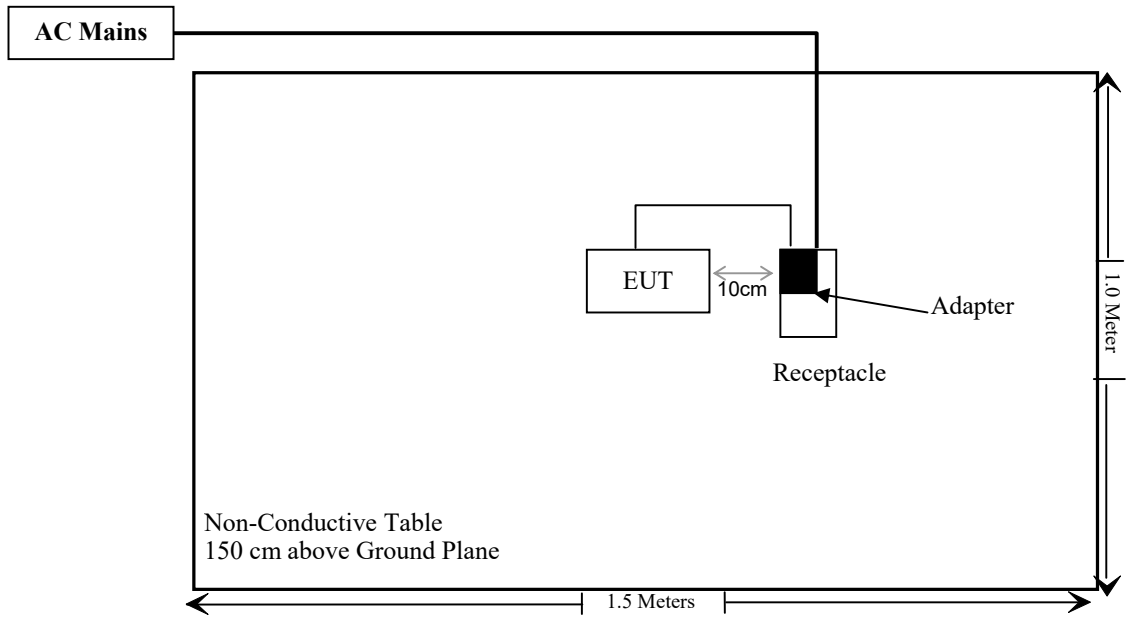 AC Mains
EUT
10cm
Adapter
1.0 Meter
Receptacle
Non-Conductive Table
150 cm above Ground Plane
1.5 Meters